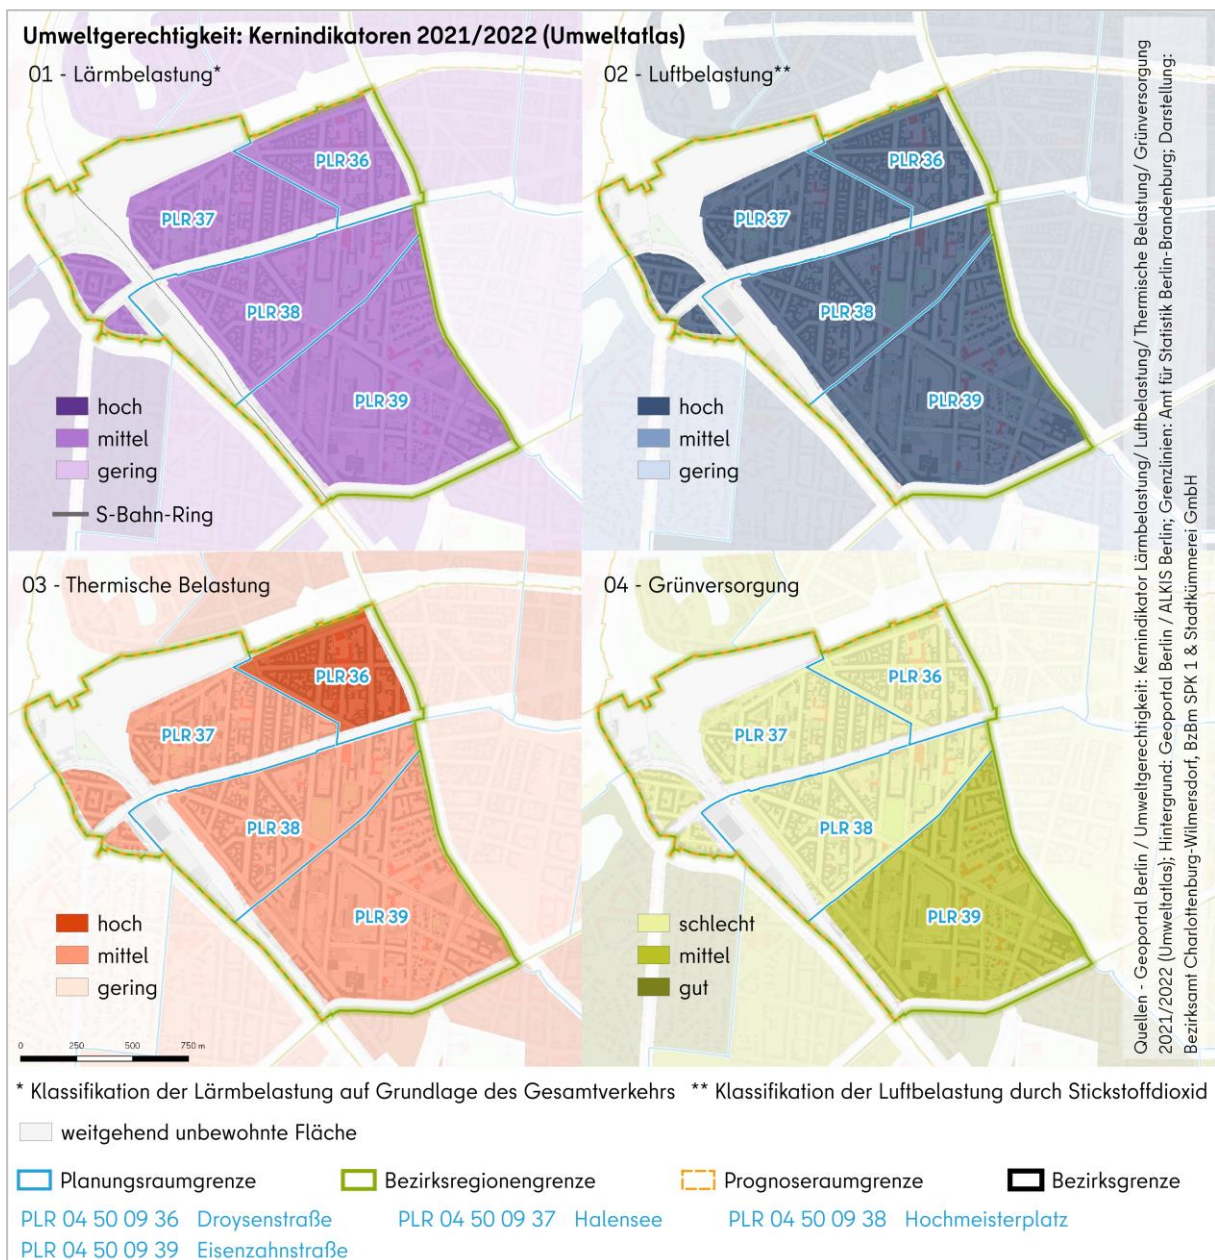 Umweltgerechtigkeit: Kernindikatoren 2021/2022 (Umweltatlas)
01 - Lärmbelastung*
PLR 36
PLR 37
PLR 38
PLR 39
hoch
mittel
gering
S-Bahn-Ring
02 - Luftbelastung**
PLR 36
PLR 37
PLR 38
PLR 39
hoch
mittel
gering
03 - Thermische Belastung
PLR 36
PLR 37
PLR 38
PLR 39
hoch
mittel
gering
0 250 500 750 m
04 - Grünversorgung
PLR 36
PLR 37
PLR 38
PLR 39
schlecht
mittel
gut
Quellen - Geoportal Berlin / Umweltgerechtigkeit: Kernindikator Lärmbelastung/ Luftbelastung/ Thermische Belastung/ Grünversorgung
2021/2022 (Umweltatlas); Hintergrund: Geoportal Berlin / ALKIS Berlin; Grenzlinien: Amt für Statistik Berlin-Brandenburg; Darstellung:
Bezirksamt Charlottenburg-Wilmersdorf, BzBm SPK 1 & Stadtkümmerei GmbH
* Klassifikation der Lärmbelastung auf Grundlage des Gesamtverkehrs ** Klassifikation der Luftbelastung durch Stickstoffdioxid
weitgehend unbewohnte Fläche
Planungsraumgrenze Bezirksregionengrenze Prognoseraumgrenze Bezirksgrenze
PLR 04 50 09 36 Droysenstraße PLR 04 50 09 37 Halensee PLR 04 50 09 38 Hochmeisterplatz
PLR 04 50 09 39 Eisenzahnstraße